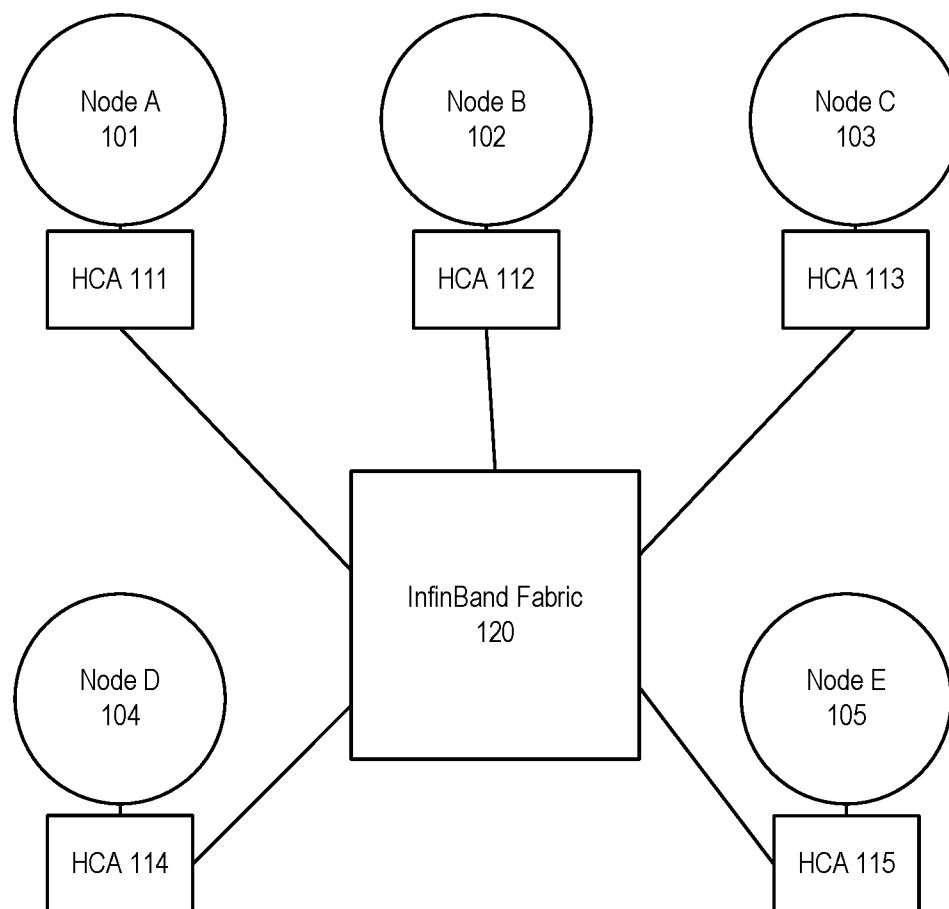 Node A
101
Node B
102
Node C
103
HCA 111
HCA 112
HCA 113
InfinBand Fabric
120
Node D
104
Node E
105
HCA 114
HCA 115